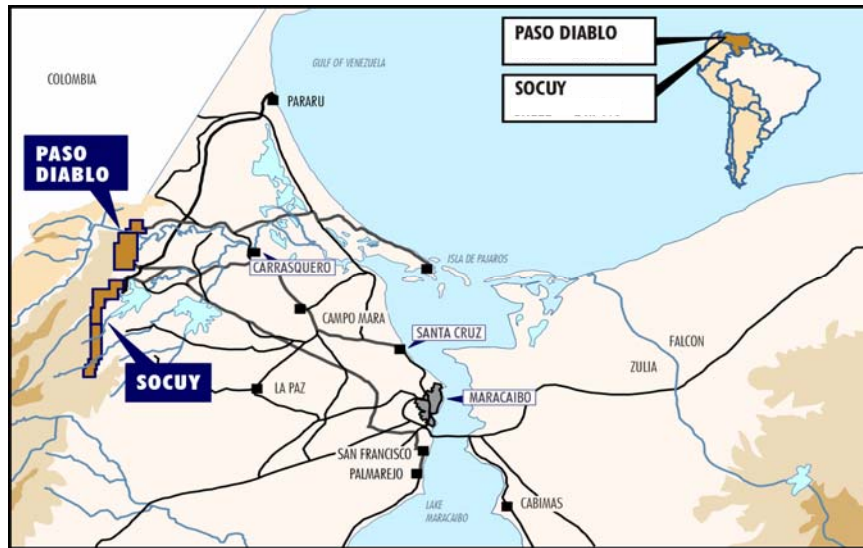 PASO DIABLO
SOCUY
GULF OF VENEZUELA
COLOMBIA
PARARU
PASO
DIABLO
ISLA DE PAJAROS
CARRASQUERO
CAMPO MARA
SANTA CRUZ
FALCON
ZULIA
SOCUY
LA PAZ
MARACAIBO
SAN FRANCISCO
PALMAREJO
LAKE
MARACAIBO
CABIMAS